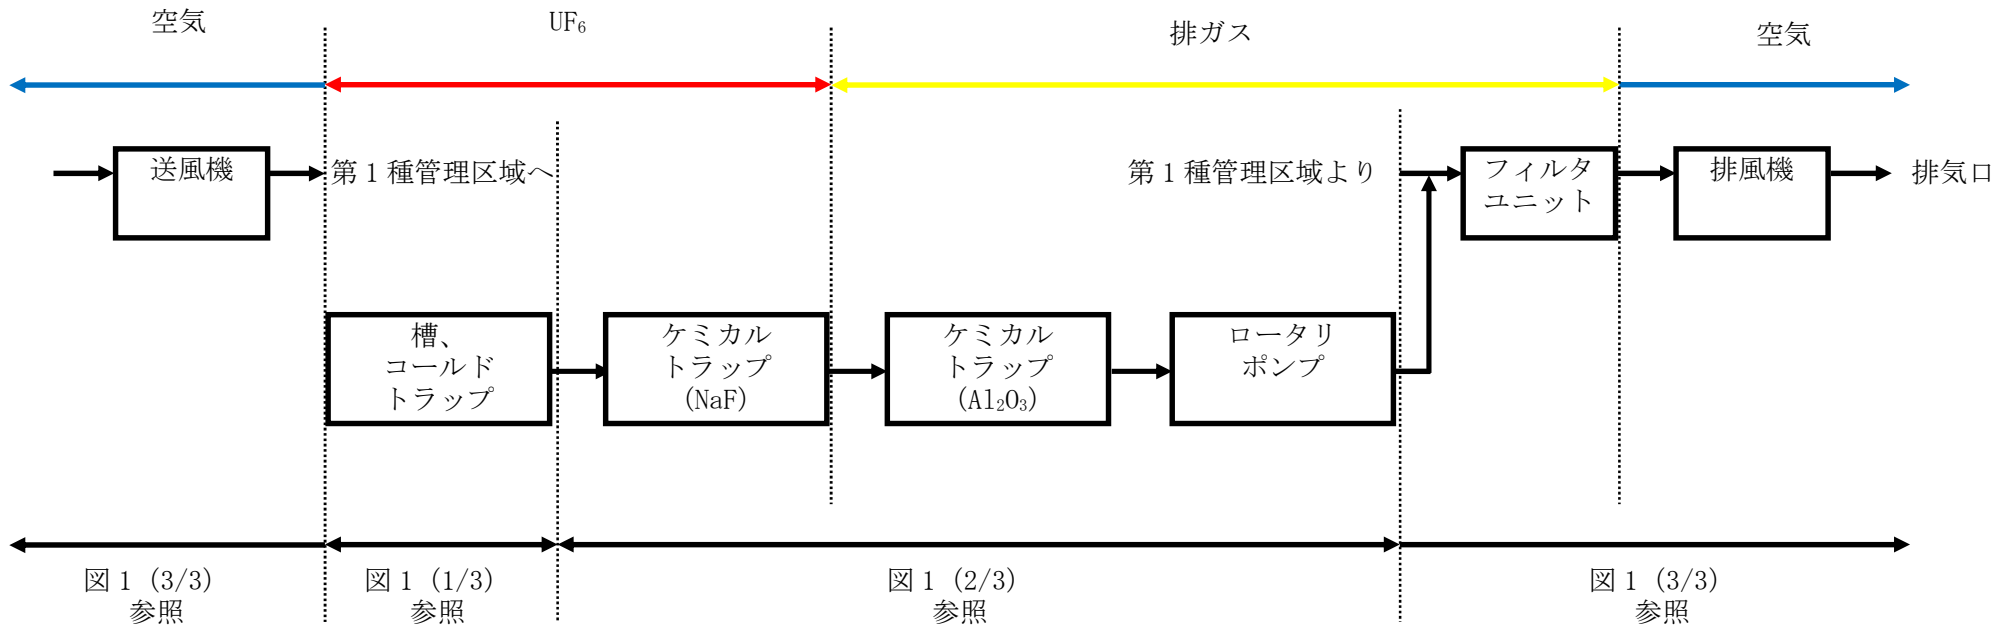 空気
UF₆
排ガス
空気
送風機
第1種管理区域へ
第1種管理区域より
フィルタ
ユニット
排風機
排気口
槽、
コールド
トラップ
ケミカル
トラップ
(NaF)
ケミカル
トラップ
(Al₂O₃)
ロータリ
ポンプ
図1(3/3)
参照
図1(1/3)
参照
図1(2/3)
参照
図1(3/3)
参照